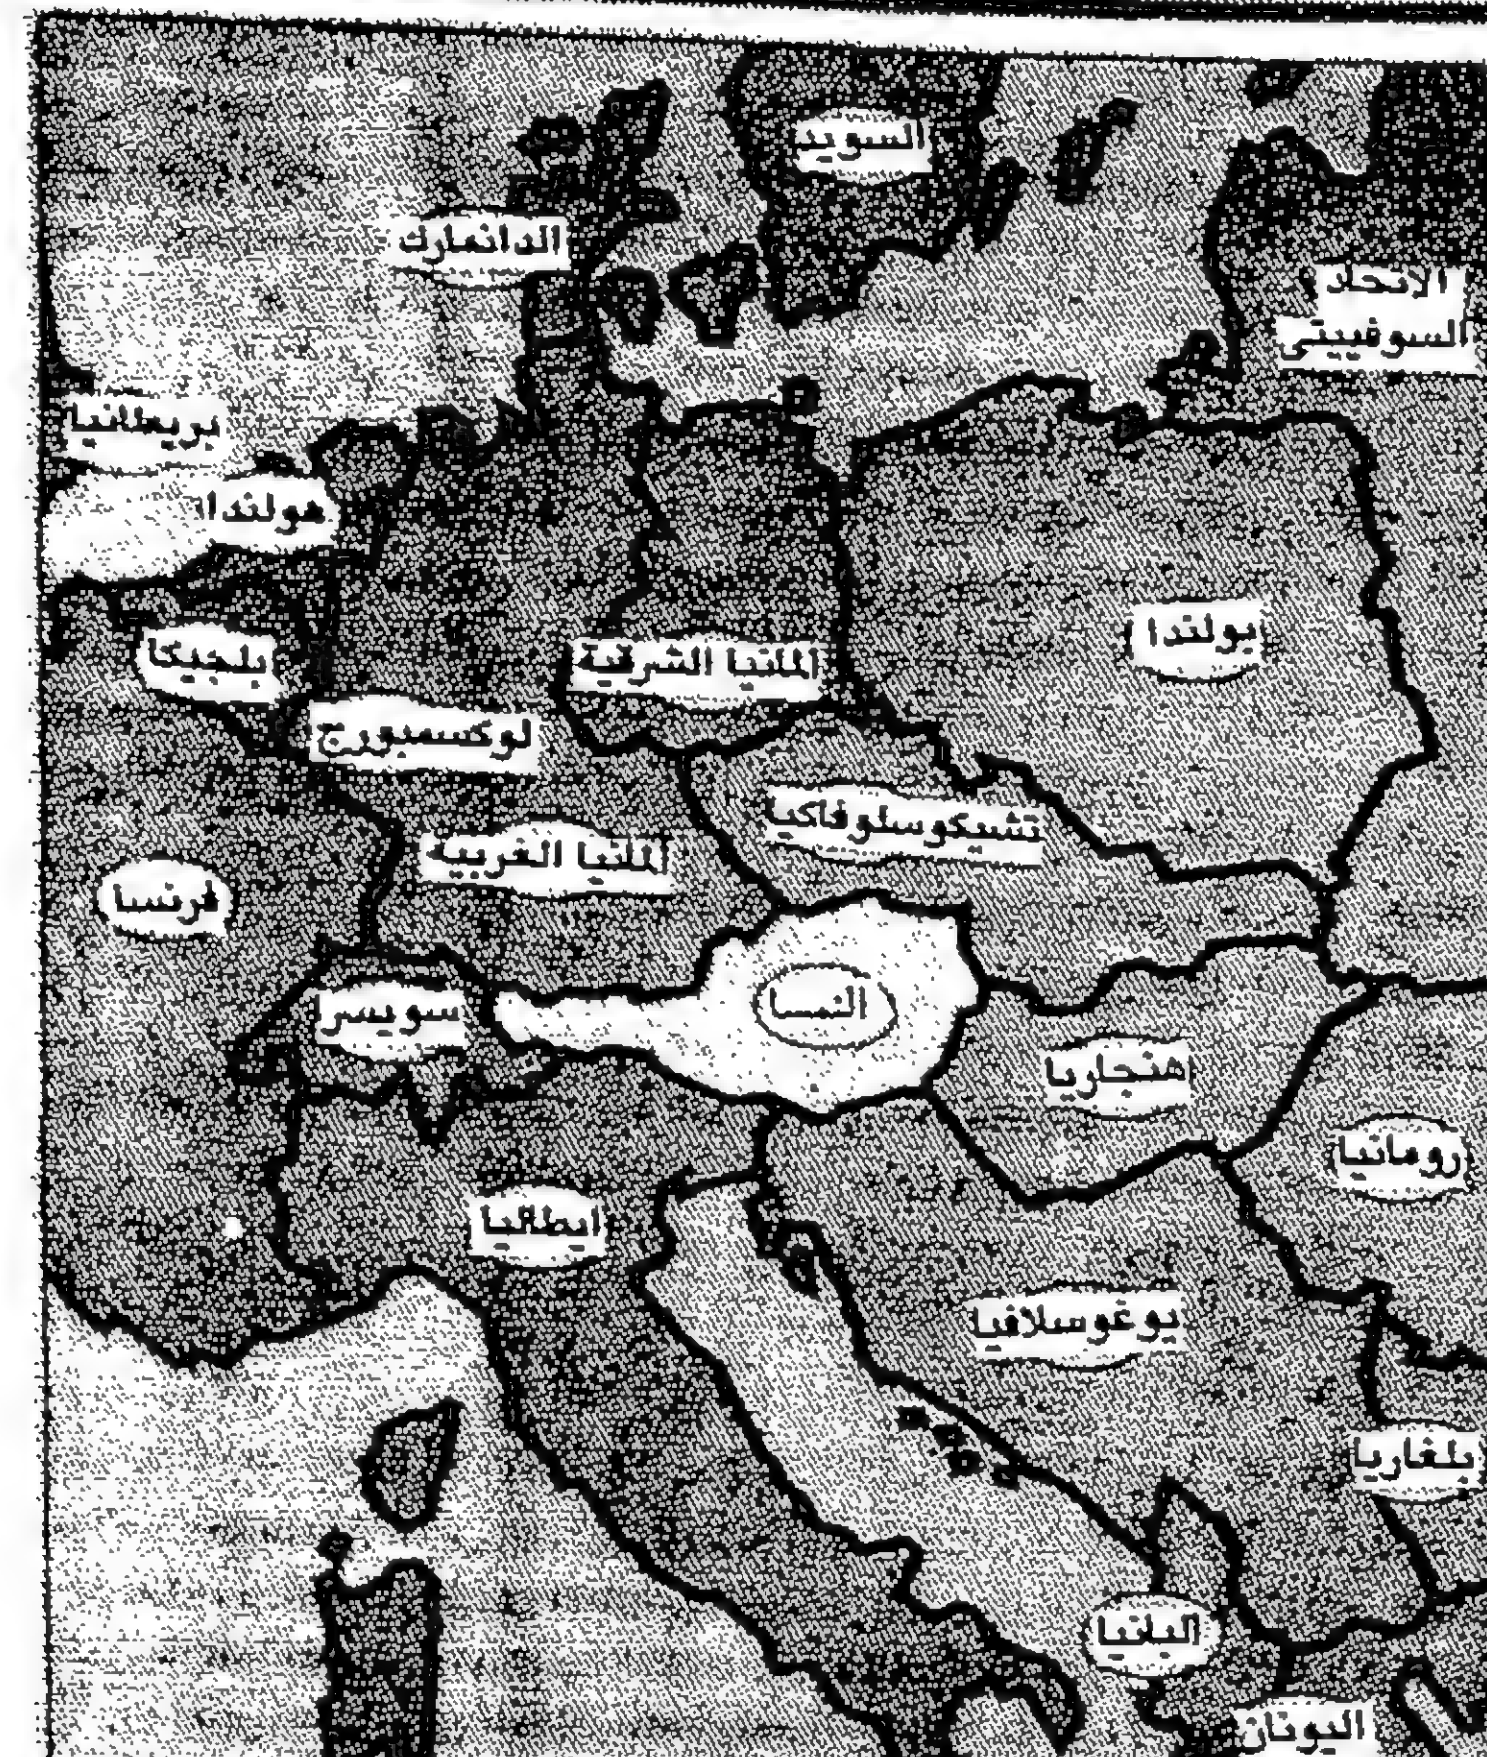 السويد
الدانمارك
الاتحاد
السوفييتى
بريطانيا
هولندا
بولندا
بلجيكا
المانيا الشرقية
لوكسمبورج
تشيكوسلوفاكيا
المانيا الغربية
فرنسا
النمسا
سويسرا
هنجاريا
رومانيا
ايطاليا
يوغوسلافيا
بلغاريا
البانيا
اليونان